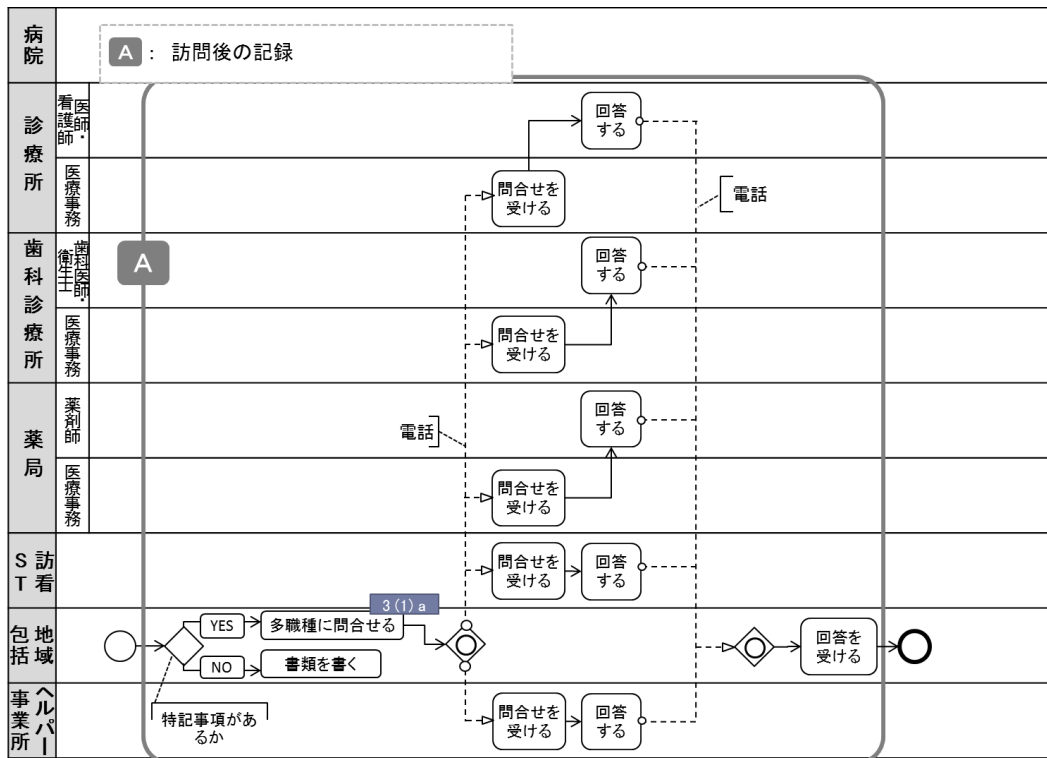 病院
A : 訪問後の記録
診療所
医師・
看護師
回答
する
医療事務
問合せを
受ける
電話
歯科診療所
歯科医師・
衛生士
回答
する
A
医療事務
問合せを
受ける
薬局
薬剤師
回答
する
電話
医療事務
問合せを
受ける
訪看
ST
問合せを
受ける
回答
する
地域
包括
3(1)a
YES
多職種に問合せる
NO
書類を書く
回答を
受ける
ヘルパー
事業所
特記事項があ
るか
問合せを
受ける
回答
する